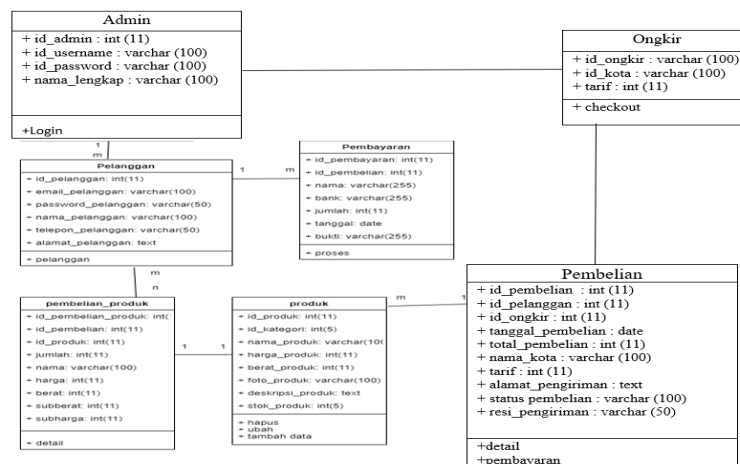 Admin
+ id_admin : int (11)
+ id_username : varchar (100)
+ id_password : varchar (100)
+ nama_lengkap : varchar (100)
+Login
Ongkir
+ id_ongkir : varchar (100)
+ id_kota : varchar (100)
+ tarif : int (11)
+ checkout
1
m
Pelanggan
+ id_pelanggan: int(11)
+ email_pelanggan: varchar(100)
+ password_pelanggan: varchar(50)
+ nama_pelanggan: varchar(100)
+ telepon_pelanggan: varchar(50)
+ alamat_pelanggan: text
+ pelanggan
1 m
Pembayaran
+ id_pembayaran: int(11)
+ id_pembelian: int(11)
+ nama: varchar(255)
+ bank: varchar(255)
+ jumlah: int(11)
+ tanggal: date
+ bukti: varchar(255)
+ proses
m
n
pembelian_produk
+ id_pembelian_produk: int(
+ id_pembelian: int(11)
+ id_produk: int(11)
+ jumlah: int(11)
+ nama: varchar(100)
+ harga: int(11)
+ berat: int(11)
+ subberat: int(11)
+ subharga: int(11)
+ detail
1 1
produk
+ id_produk: int(11)
+ id_kategori: int(5)
+ nama_produk: varchar(10
+ harga_produk: int(11)
+ berat_produk: int(11)
+ foto_produk: varchar(100)
+ deskripsi_produk: text
+ stok_produk: int(5)
+ hapus
+ ubah
+ tambah data
m 1
Pembelian
+ id_pembelian : int (11)
+ id_pelanggan : int (11)
+ id_ongkir : int (11)
+ tanggal_pembelian : date
+ total_pembelian : int (11)
+ nama_kota : varchar (100)
+ tarif : int (11)
+ alamat_pengiriman : text
+ status pembelian : varchar (100)
+ resi_pengiriman : varchar (50)
+detail
+pembayaran